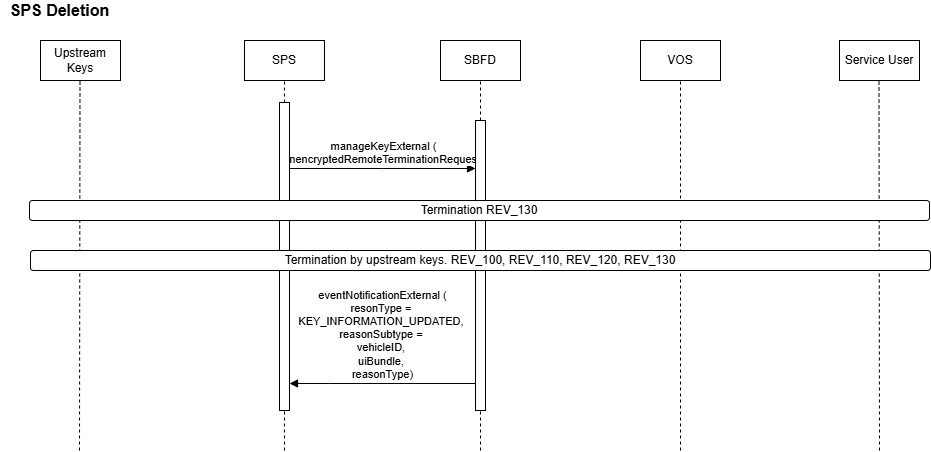 SPS Deletion
Upstream
Keys
SPS
SBFD
VOS
Service User
manageKeyExternal (
nencryptedRemoteTerminationReques
Termination REV_130
Termination by upstream keys. REV_100, REV_110, REV_120, REV_130
eventNotificationExternal (
resonType =
KEY_INFORMATION_UPDATED,
reasonSubtype =
vehicleID,
uiBundle,
reasonType)